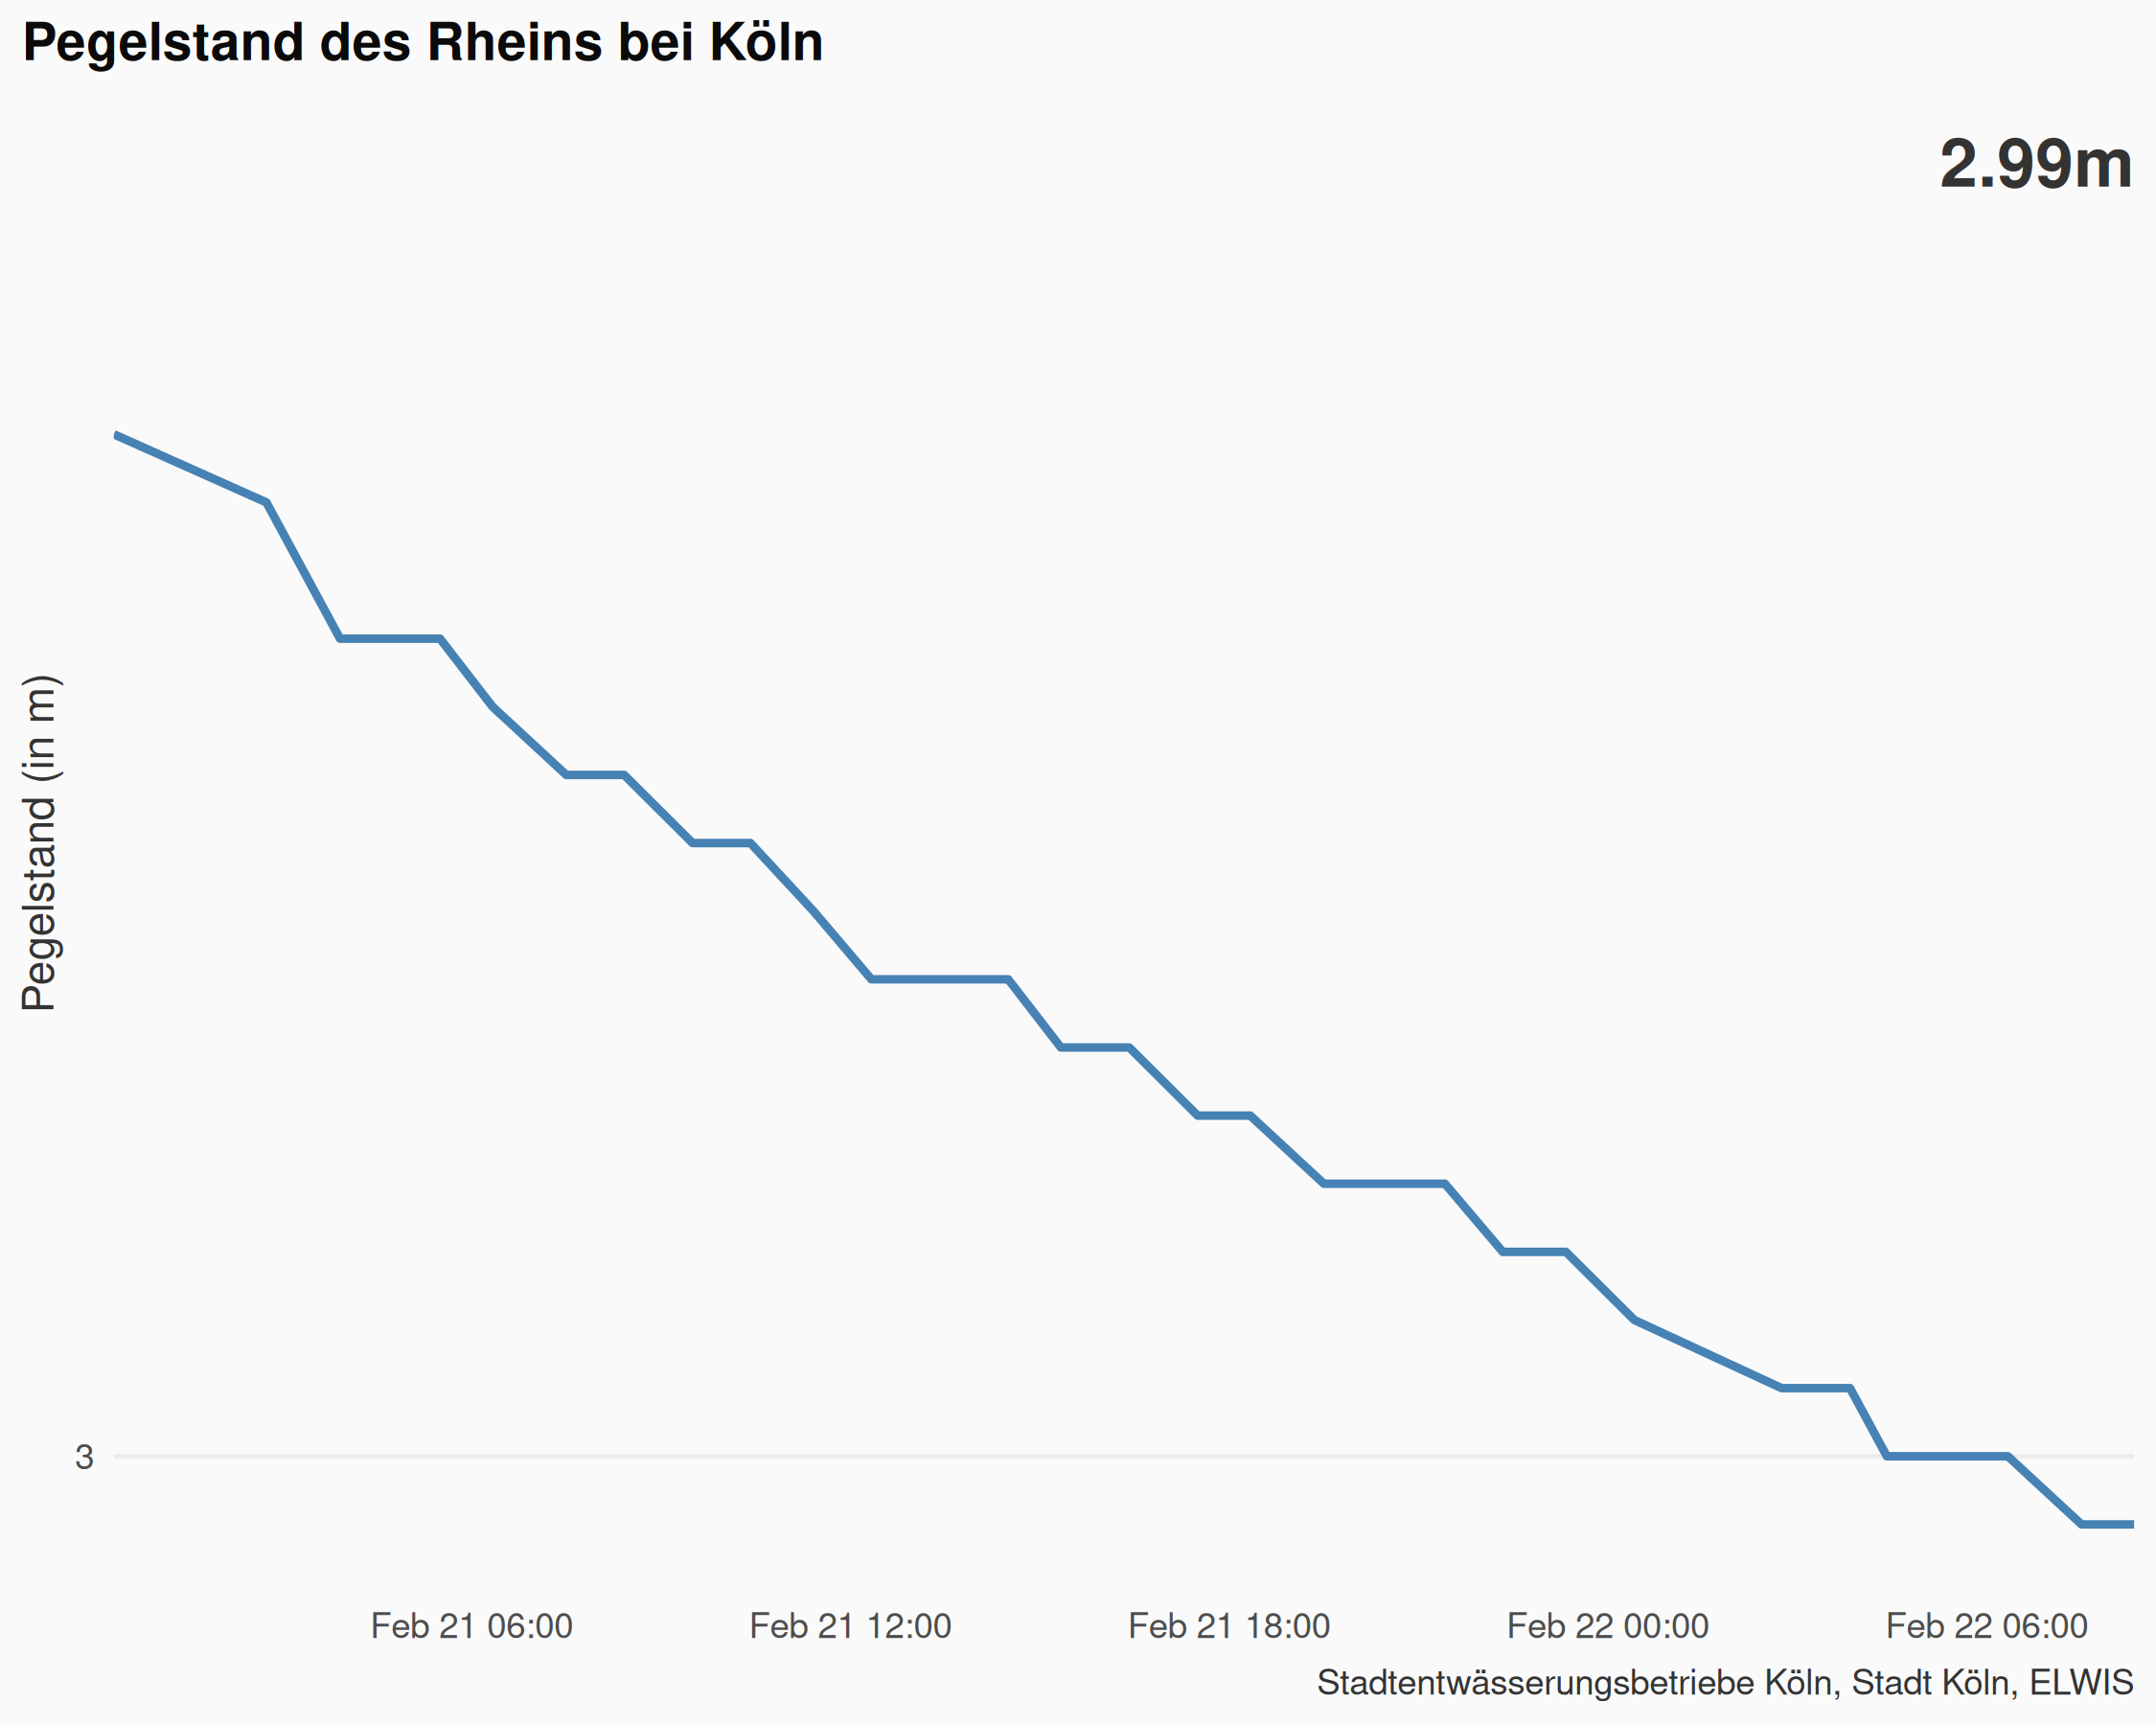 Pegelstand des Rheins bei Köln
2.99m
Pegelstand (in m)
3
Feb 21 06:00
Feb 21 12:00
Feb 21 18:00
Feb 22 00:00
Feb 22 06:00
Stadtentwässerungsbetriebe Köln, Stadt Köln, ELWIS